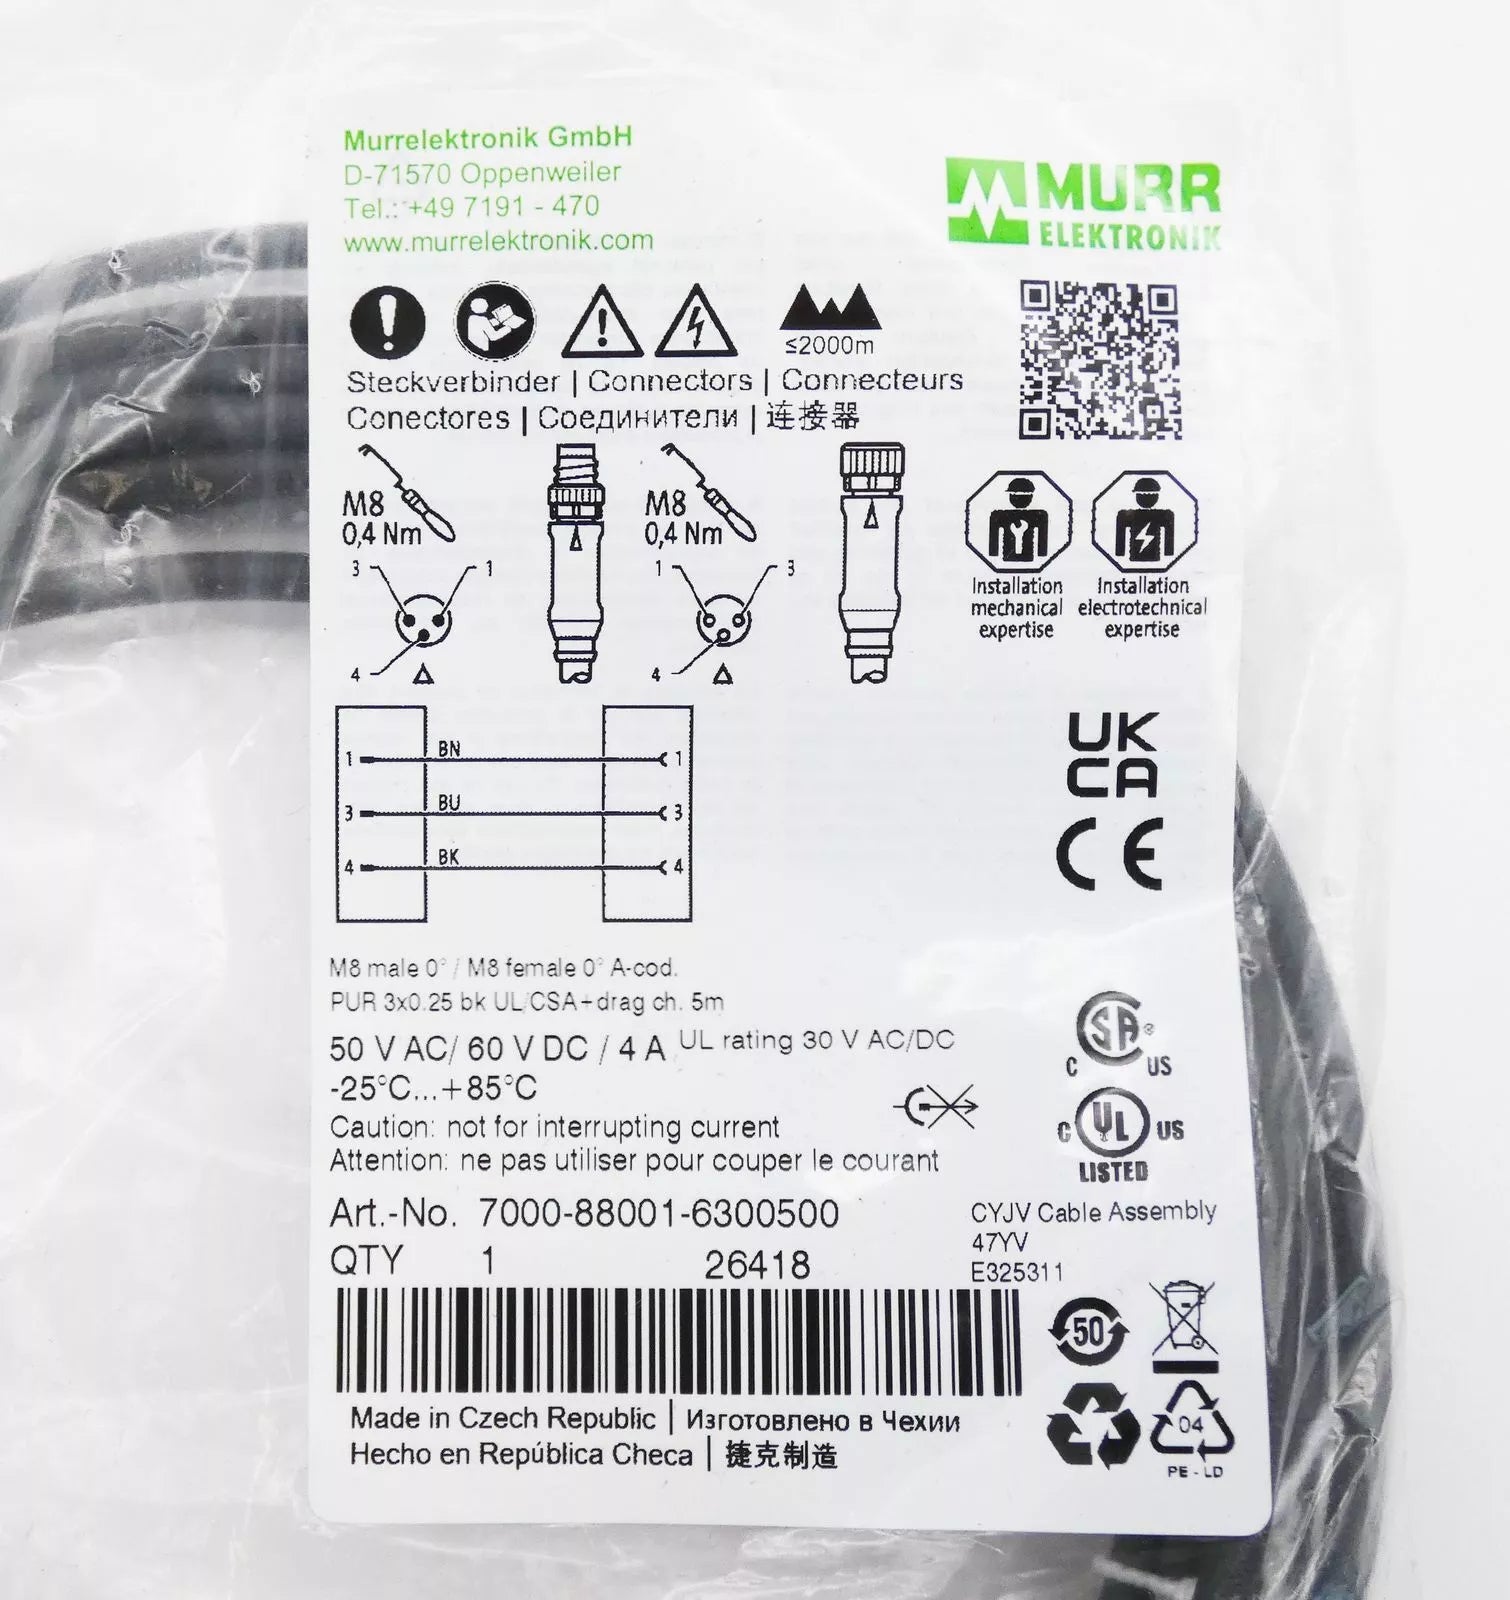 Murrelektronik GmbH
D-71570 Oppenweiler
Tel.: +49 7191 - 470
www.murrelektronik.com
MURR
ELEKTRONIK
≤2000m
Steckverbinder | Connectors | Connecteurs
Conectores | Соединители | 连接器
M8
0,4 Nm
3 1
4
M8
0,4 Nm
1 3
4
Installation
mechanical
expertise
Installation
electrotechnical
expertise
1 BN 1
3 BU 3
4 BK 4
UK
CA
CE
M8 male 0° / M8 female 0° A-cod.
PUR 3x0.25 bk UL/CSA+drag ch. 5m
50 V AC/ 60 V DC / 4 A UL rating 30 V AC/DC
-25°C...+85°C
Caution: not for interrupting current
Attention: ne pas utiliser pour couper le courant
SA®
C US
C UL US
LISTED
Art.-No. 7000-88001-6300500
QTY 1 26418
CYJV Cable Assembly
47YV
E325311
50
04
PE-LD
Made in Czech Republic | Изготовлено в Чехии
Hecho en República Checa | 捷克制造